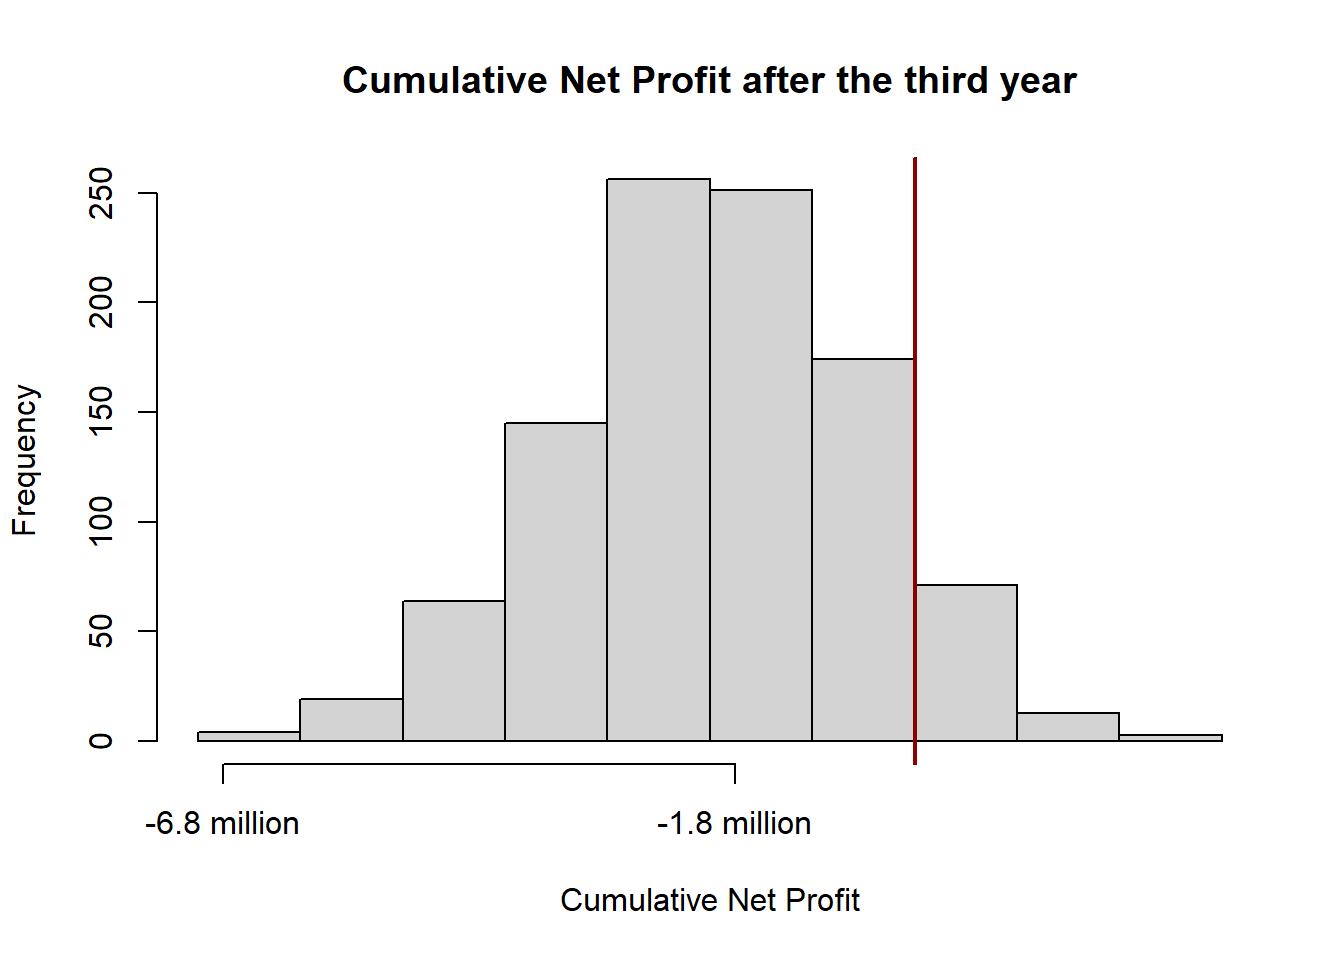 Cumulative Net Profit after the third year
250
200
150
100
50
0
Frequency
-6.8 million
-1.8 million
Cumulative Net Profit